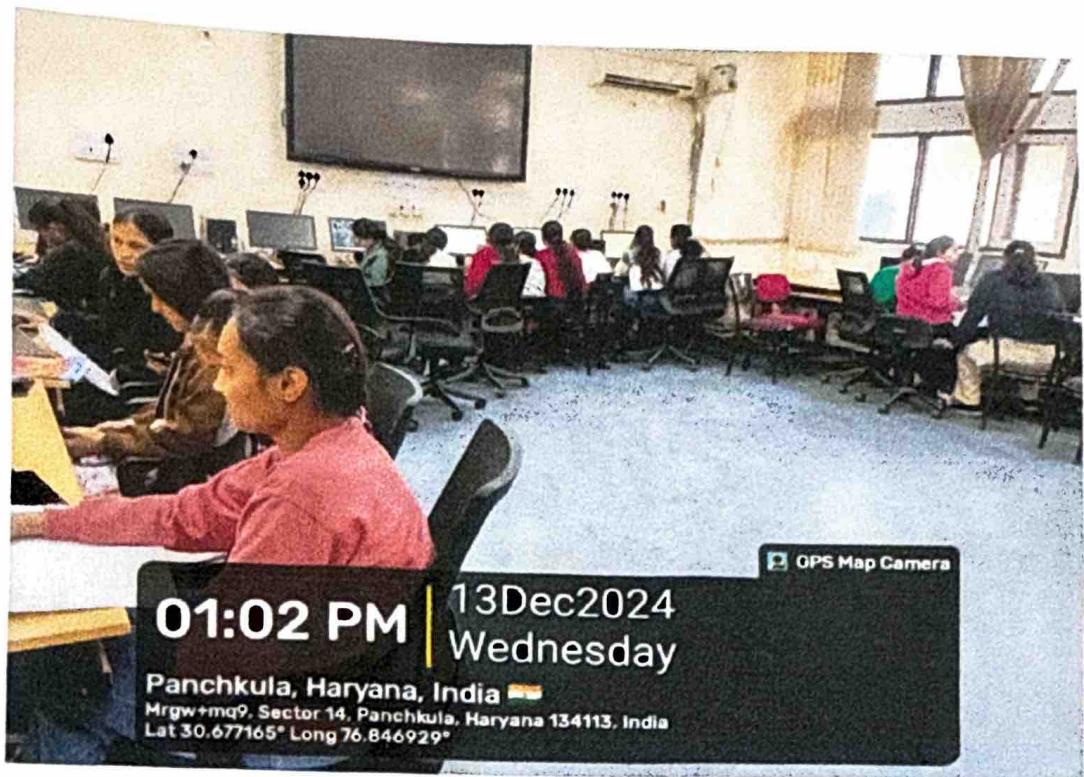 GPS Map Camera
01:02 PM
13Dec2024
Wednesday
Panchkula, Haryana, India
Mrgw+mq9, Sector 14, Panchkula, Haryana 134113, India
Lat 30.677165° Long 76.846929°